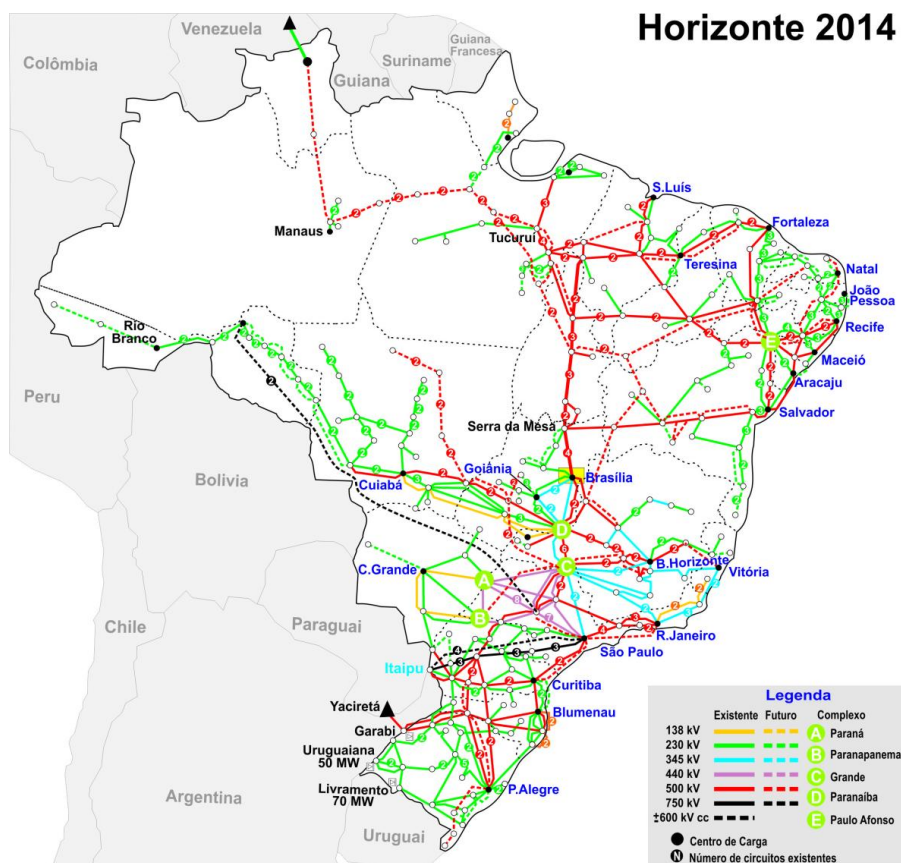 Horizonte 2014
Venezuela
Colômbia
Guiana
Suriname
Guiana
Francesa
Manaus
Tucuruí
S.Luís
Fortaleza
Teresina
Natal
João
Pessoa
Recife
Maceió
Aracaju
Salvador
Rio
Branco
Peru
Serra da Mesa
Goiânia
Brasília
Cuiabá
Bolivia
B.Horizonte
Vitória
C.Grande
R.Janeiro
São Paulo
Chile
Paraguai
Itaipu
Curitiba
Yaciretá
Blumenau
Garabi
Uruguaiana
50 MW
Livramento
70 MW
P.Alegre
Argentina
Uruguai
A
B
C
D
E
Legenda
Existente Futuro Complexo
138 kV A Paraná
230 kV B Paranapanema
345 kV
440 kV C Grande
500 kV D Paranaíba
750 kV
±600 kV cc E Paulo Afonso
Centro de Carga
N Número de circuitos existentes